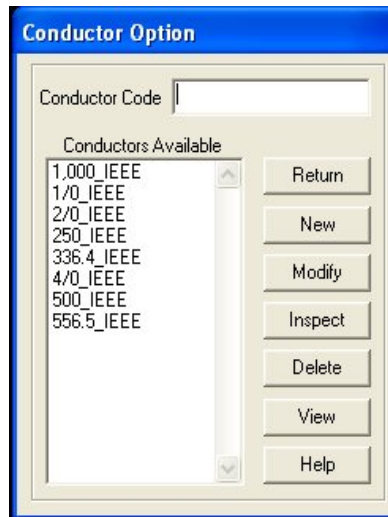 Conductor Option
Conductor Code
Conductors Available
1,000_IEEE
1/0_IEEE
2/0_IEEE
250_IEEE
336.4_IEEE
4/0_IEEE
500_IEEE
556.5_IEEE
Return
New
Modify
Inspect
Delete
View
Help